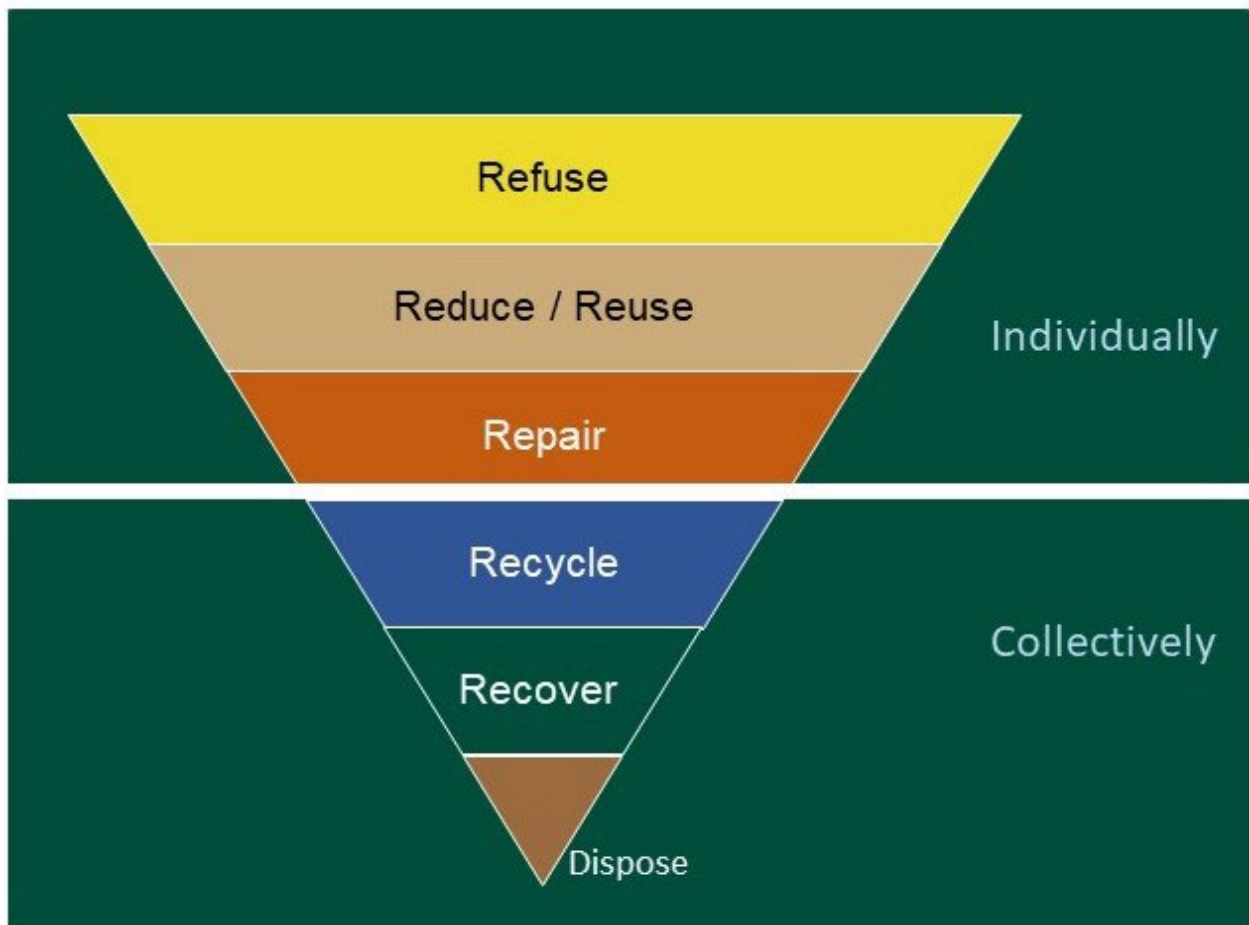 Refuse
Reduce / Reuse
Individually
Repair
Recycle
Collectively
Recover
Dispose